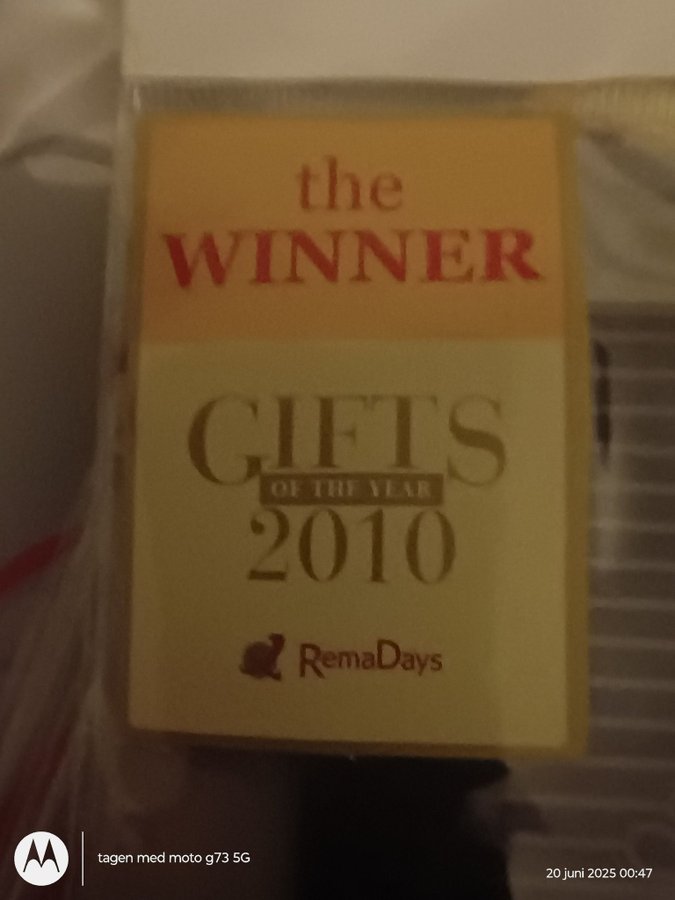 the
WINNER
GIFTS
OF THE YEAR
2010
RemaDays
tagen med moto g73 5G
20 juni 2025 00:47